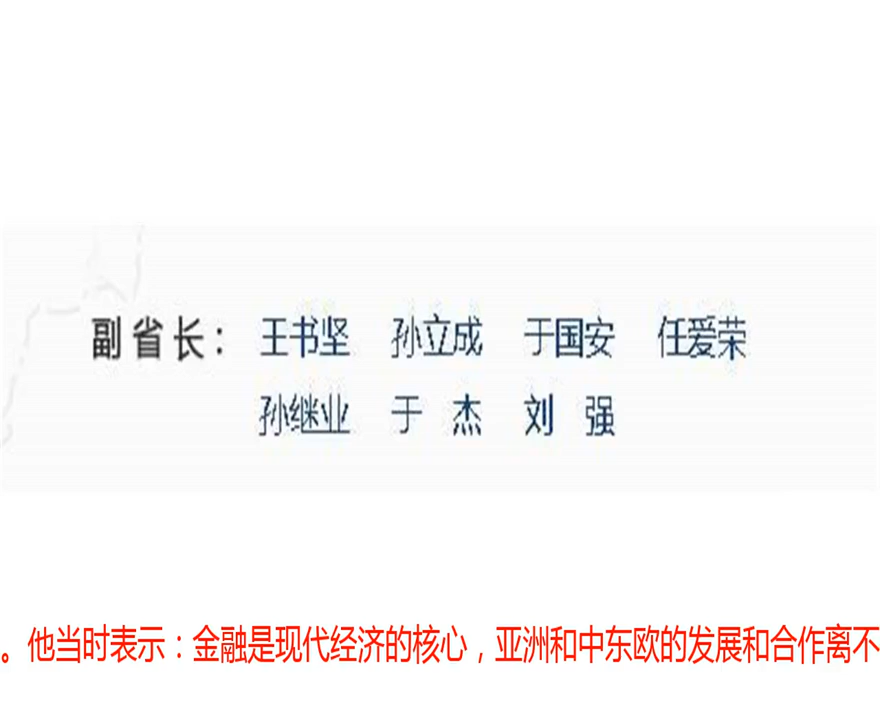 副省长： 王书坚 孙立成 于国安 任爱荣
孙继业 于杰 刘强
。他当时表示：金融是现代经济的核心，亚洲和中东欧的发展和合作离不